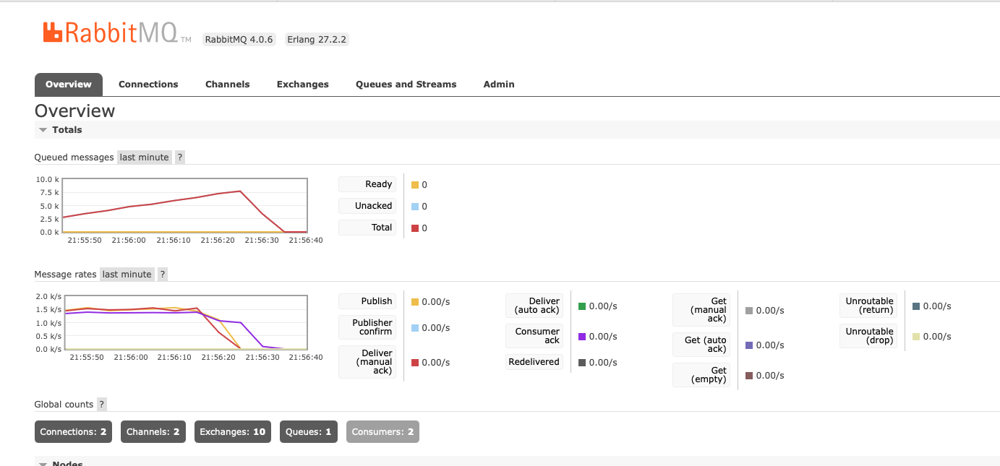 RabbitMQ TM RabbitMQ 4.0.6 Erlang 27.2.2
Overview Connections Channels Exchanges Queues and Streams Admin
Overview
Totals
Queued messages last minute ?
10.0 k
7.5 k
5.0 k
2.5 k
0.0 k
21:55:50 21:56:00 21:56:10 21:56:20 21:56:30 21:56:40
Ready 0
Unacked 0
Total 0
Message rates last minute ?
2.0 k/s
1.5 k/s
1.0 k/s
0.5 k/s
0.0 k/s
21:55:50 21:56:00 21:56:10 21:56:20 21:56:30 21:56:40
Publish 0.00/s
Publisher
confirm 0.00/s
Deliver
(manual
ack) 0.00/s
Deliver
(auto ack) 0.00/s
Consumer
ack 0.00/s
Redelivered 0.00/s
Get
(manual
ack) 0.00/s
Get (auto
ack) 0.00/s
Get
(empty) 0.00/s
Unroutable
(return) 0.00/s
Unroutable
(drop) 0.00/s
Global counts ?
Connections: 2 Channels: 2 Exchanges: 10 Queues: 1 Consumers: 2
Nodes